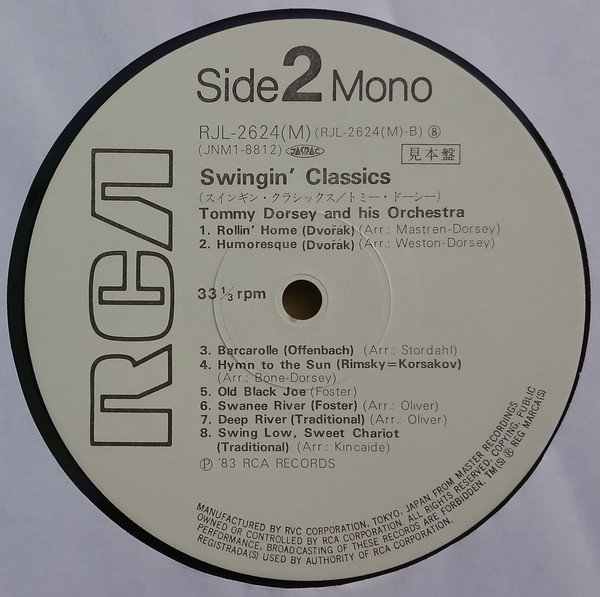 Side 2 Mono
RJL-2624(M) (RJL-2624(M)-B) ⑧
(JNM1-8812) JASRAC
見本盤
Swingin' Classics
(スインギン・クラシックス/トミー・ドーシー)
Tommy Dorsey and his Orchestra
1. Rollin' Home (Dvořák) (Arr.: Mastren-Dorsey)
2. Humoresque (Dvořák) (Arr.: Weston-Dorsey)
33 1/3 rpm
3. Barcarolle (Offenbach) (Arr.: Stordahl)
4. Hymn to the Sun (Rimsky=Korsakov)
(Arr.: Bone-Dorsey)
5. Old Black Joe (Foster)
6. Swanee River (Foster) (Arr.: Oliver)
7. Deep River (Traditional) (Arr.: Oliver)
8. Swing Low, Sweet Chariot
(Traditional) (Arr.: Kincaide)
℗ '83 RCA RECORDS
RCA
MANUFACTURED BY RVC CORPORATION, TOKYO, JAPAN FROM MASTER RECORDINGS
OWNED OR CONTROLLED BY RCA CORPORATION. ALL RIGHTS RESERVED. COPYING, PUBLIC
PERFORMANCE, BROADCASTING OF THESE RECORDS ARE FORBIDDEN. TM(S) ® REG MARCA(S)
REGISTRADA(S) USED BY AUTHORITY OF RCA CORPORATION.